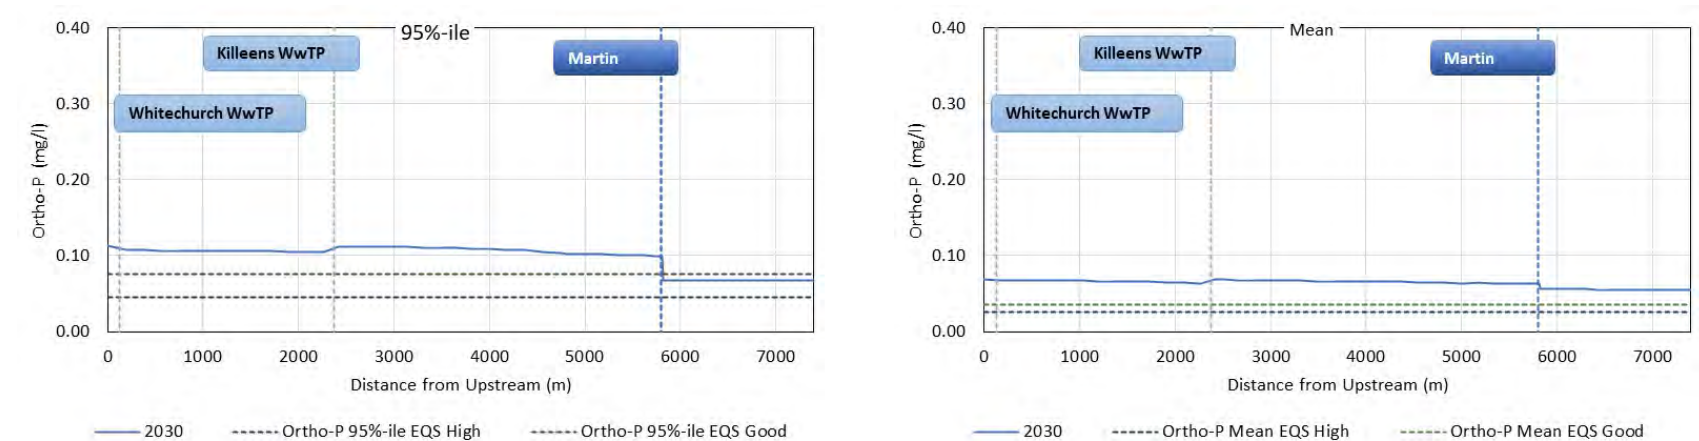 95%-ile
0.40
0.30
0.20
0.10
0.00
Ortho-P (mg/l)
Killeens WwTP
Martin
Whitechurch WwTP
0 1000 2000 3000 4000 5000 6000 7000
Distance from Upstream (m)
2030 Ortho-P 95%-ile EQS High Ortho-P 95%-ile EQS Good
Mean
0.40
0.30
0.20
0.10
0.00
Ortho-P (mg/l)
Killeens WwTP
Martin
Whitechurch WwTP
0 1000 2000 3000 4000 5000 6000 7000
Distance from Upstream (m)
2030 Ortho-P Mean EQS High Ortho-P Mean EQS Good